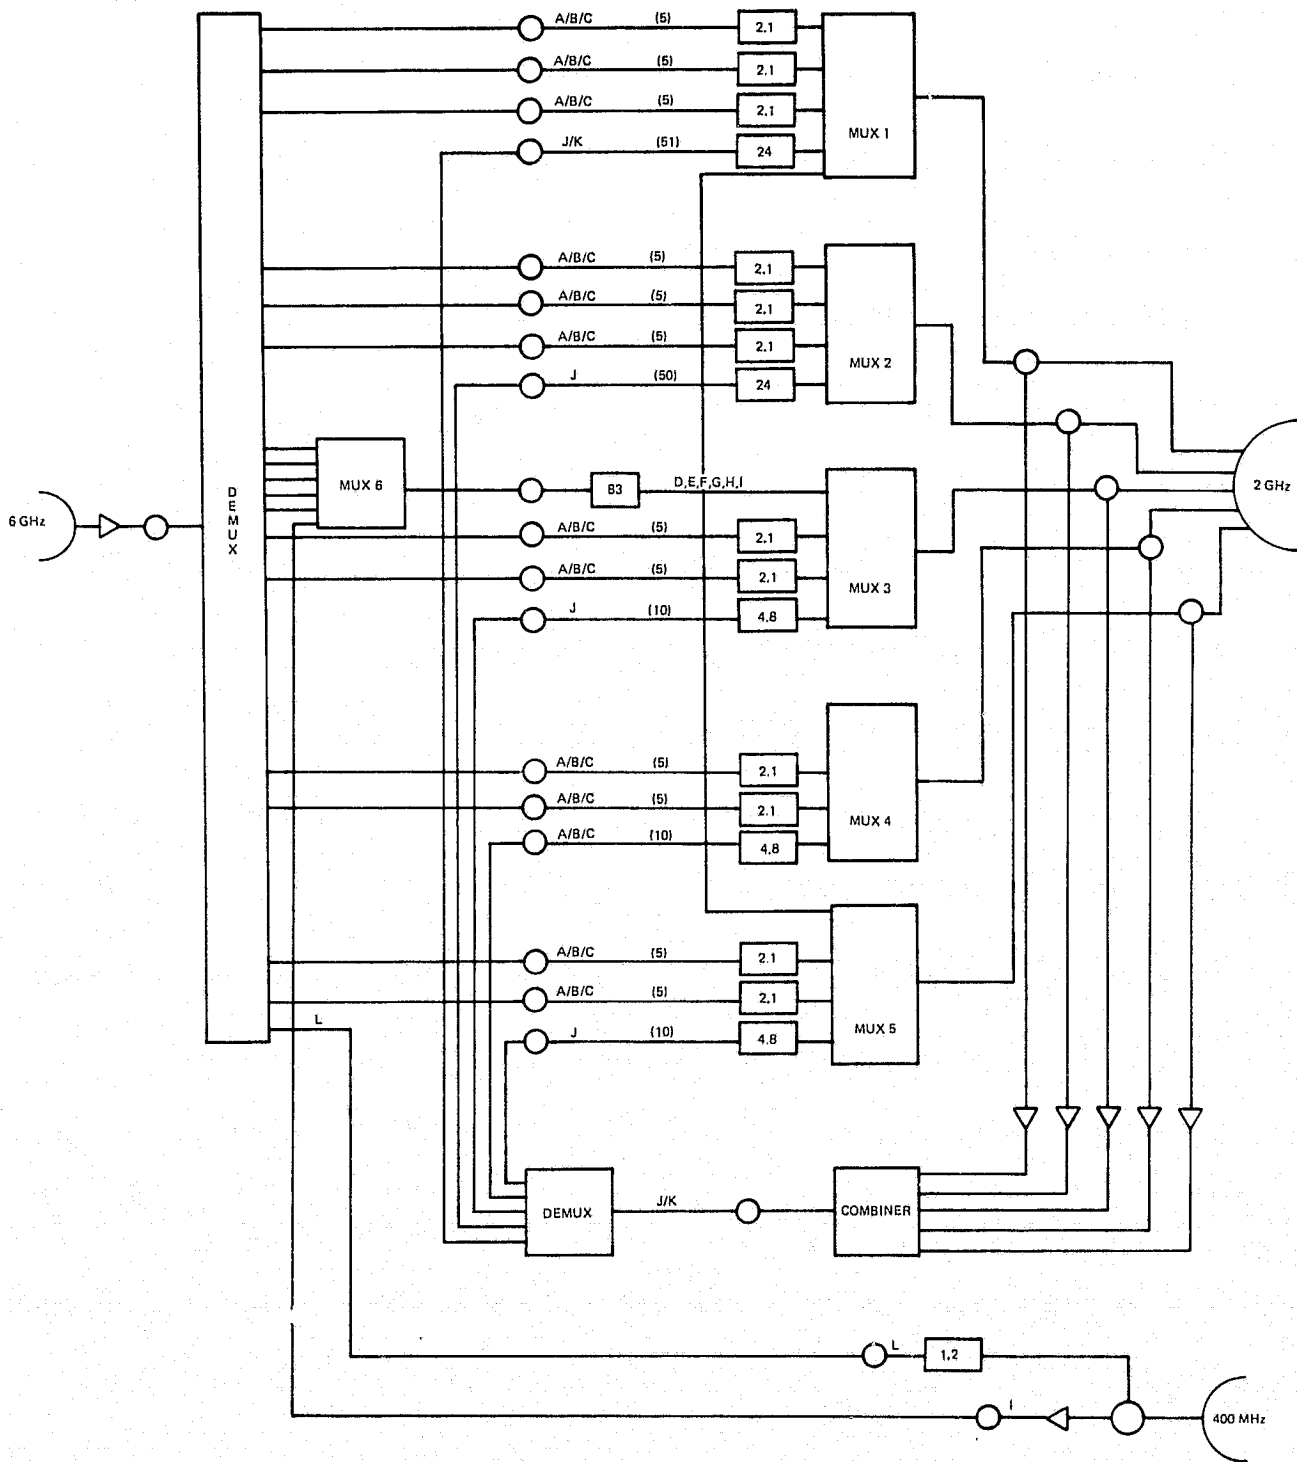 A/B/C (5) 2.1
A/B/C (5) 2.1
A/B/C (5) 2.1
MUX 1
J/K (51) 24
A/B/C (5) 2.1
A/B/C (5) 2.1
A/B/C (5) 2.1
MUX 2
J (50) 24
6 GHz
DEMUX
MUX 6
83
D,E,F,G,H,I
2 GHz
A/B/C (5) 2.1
A/B/C (5) 2.1
MUX 3
J (10) 4.8
A/B/C (5) 2.1
A/B/C (5) 2.1
MUX 4
A/B/C (10) 4.8
A/B/C (5) 2.1
A/B/C (5) 2.1
MUX 5
J (10) 4.8
L
DEMUX
J/K
COMBINER
L
1.2
I
400 MHz